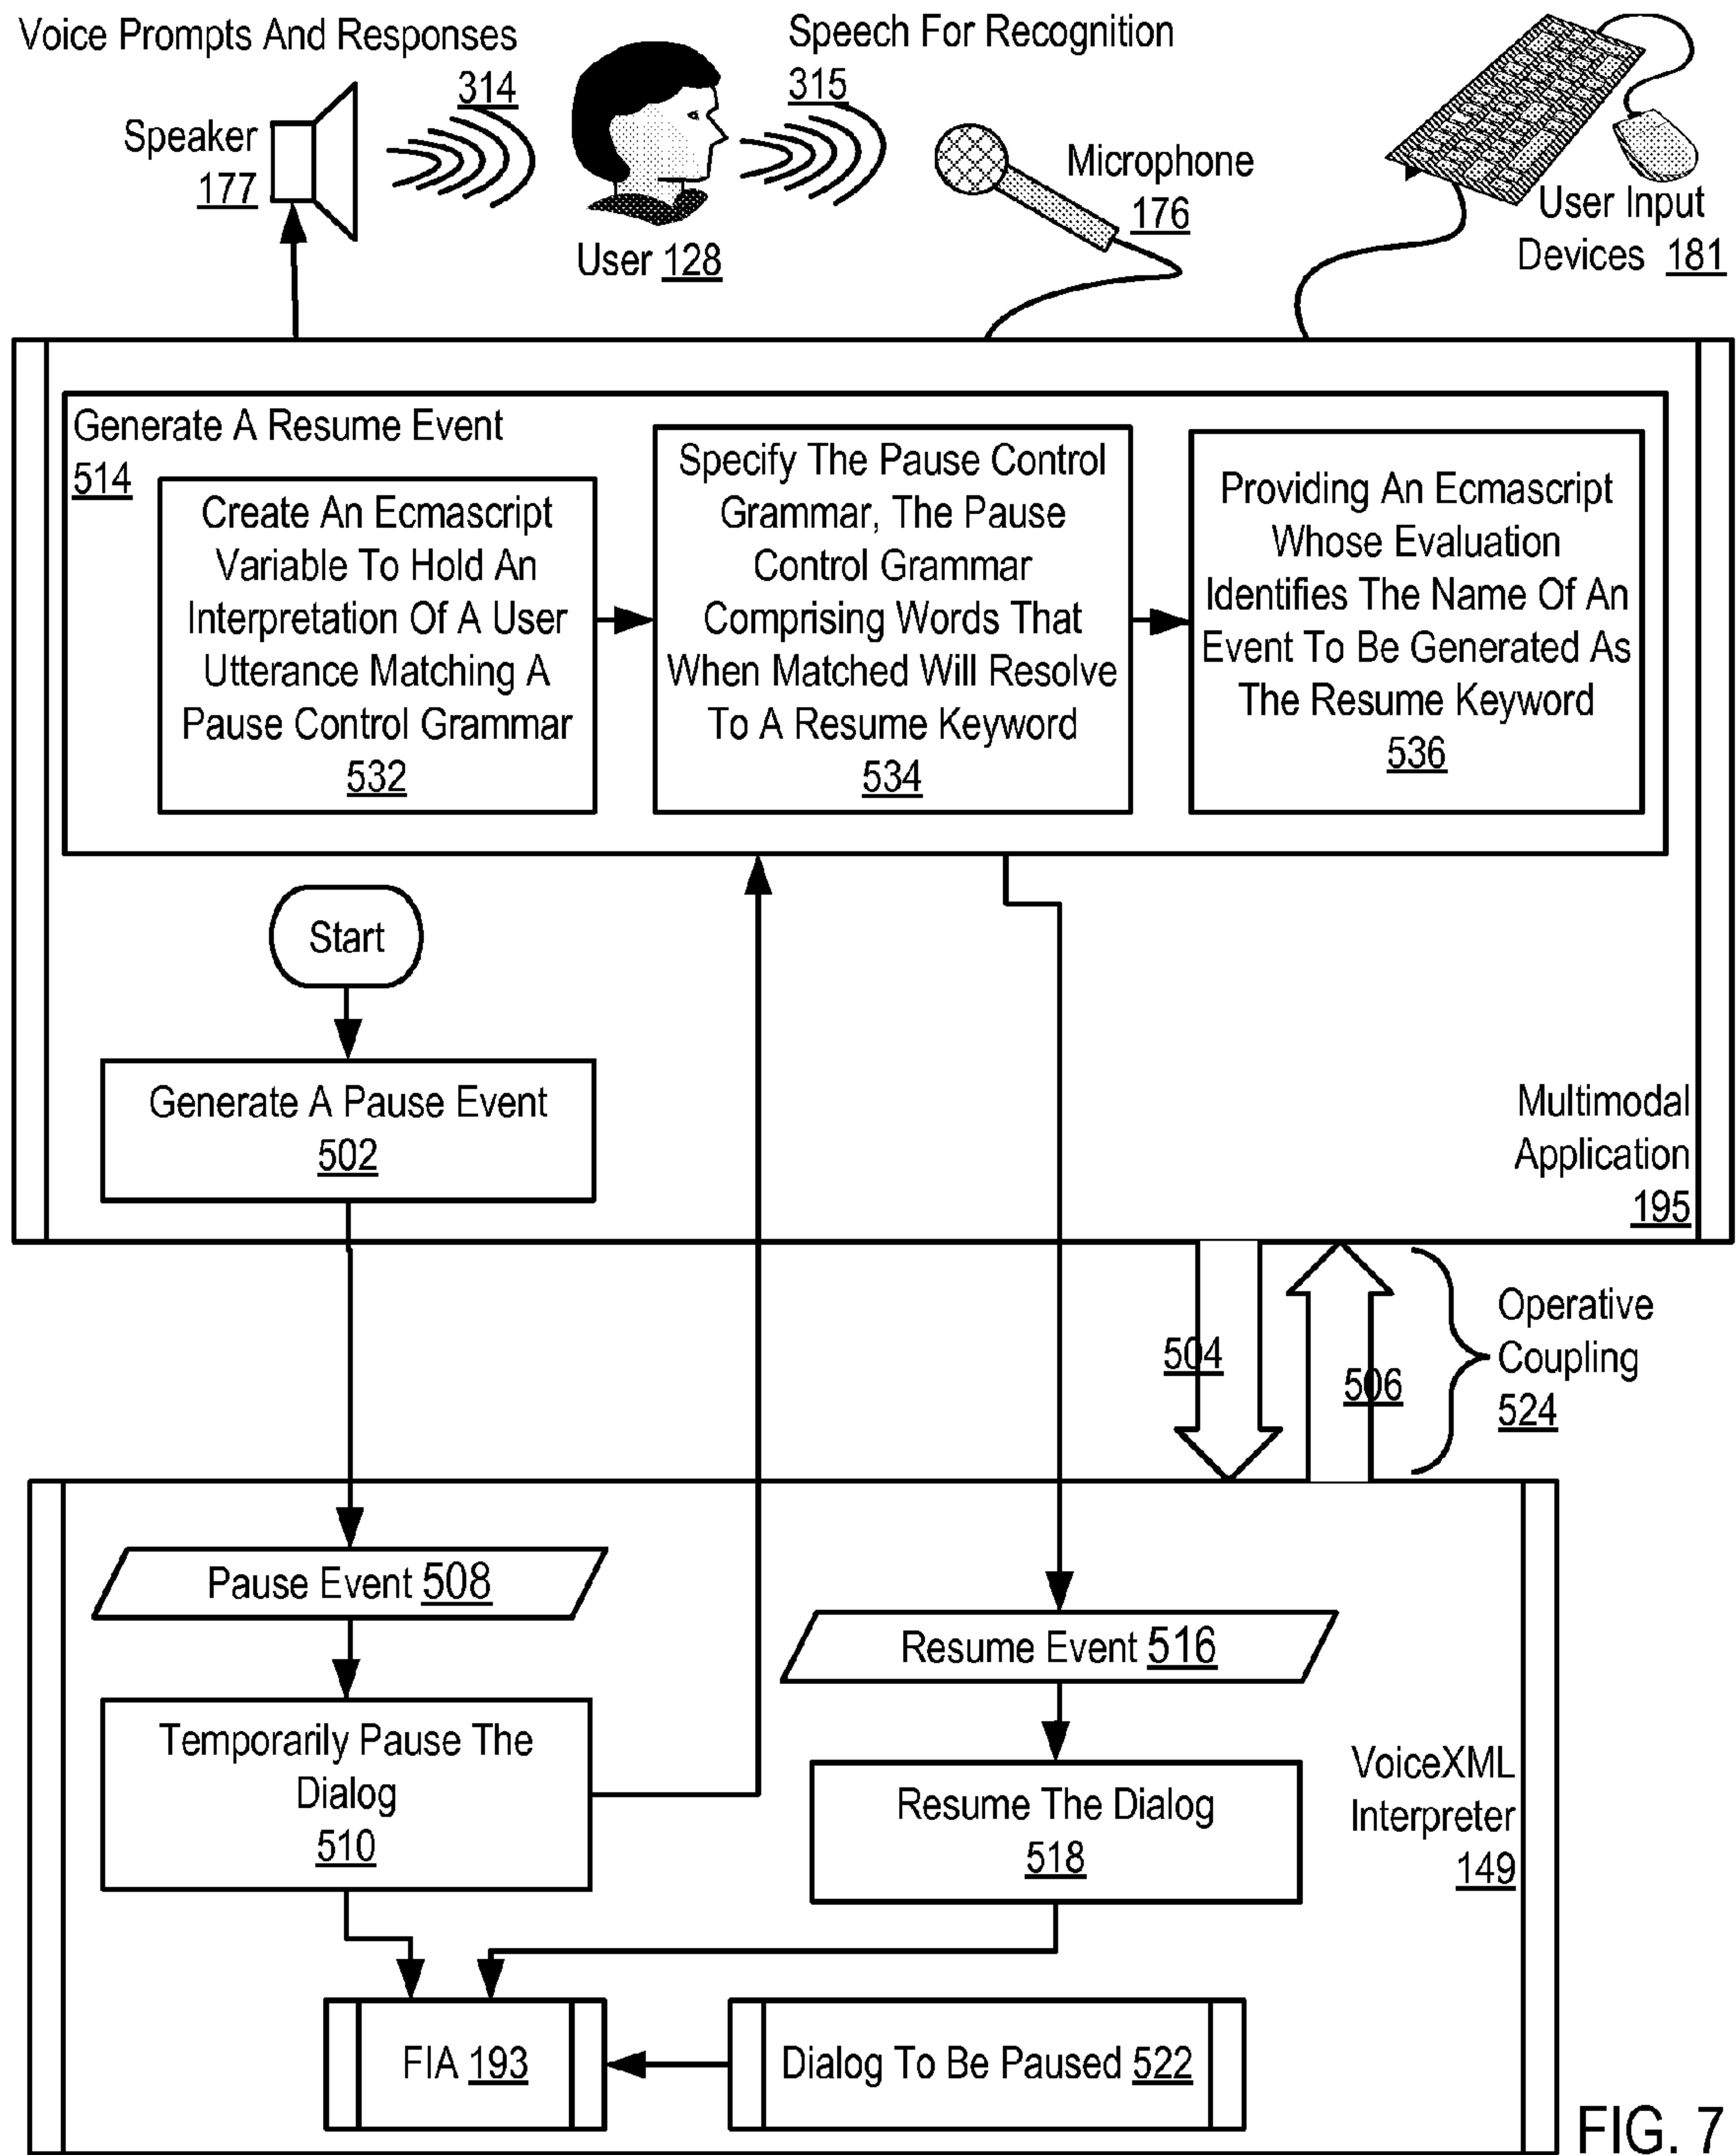 Voice Prompts And Responses
314
Speaker
177
User 128
Speech For Recognition
315
Microphone
176
User Input
Devices 181
Generate A Resume Event
514
Create An Ecmascript
Variable To Hold An
Interpretation Of A User
Utterance Matching A
Pause Control Grammar
532
Specify The Pause Control
Grammar, The Pause
Control Grammar
Comprising Words That
When Matched Will Resolve
To A Resume Keyword
534
Providing An Ecmascript
Whose Evaluation
Identifies The Name Of An
Event To Be Generated As
The Resume Keyword
536
Start
Generate A Pause Event
502
Multimodal
Application
195
504
506
Operative
Coupling
524
Pause Event 508
Resume Event 516
Temporarily Pause The
Dialog
510
Resume The Dialog
518
VoiceXML
Interpreter
149
FIA 193
Dialog To Be Paused 522
FIG. 7